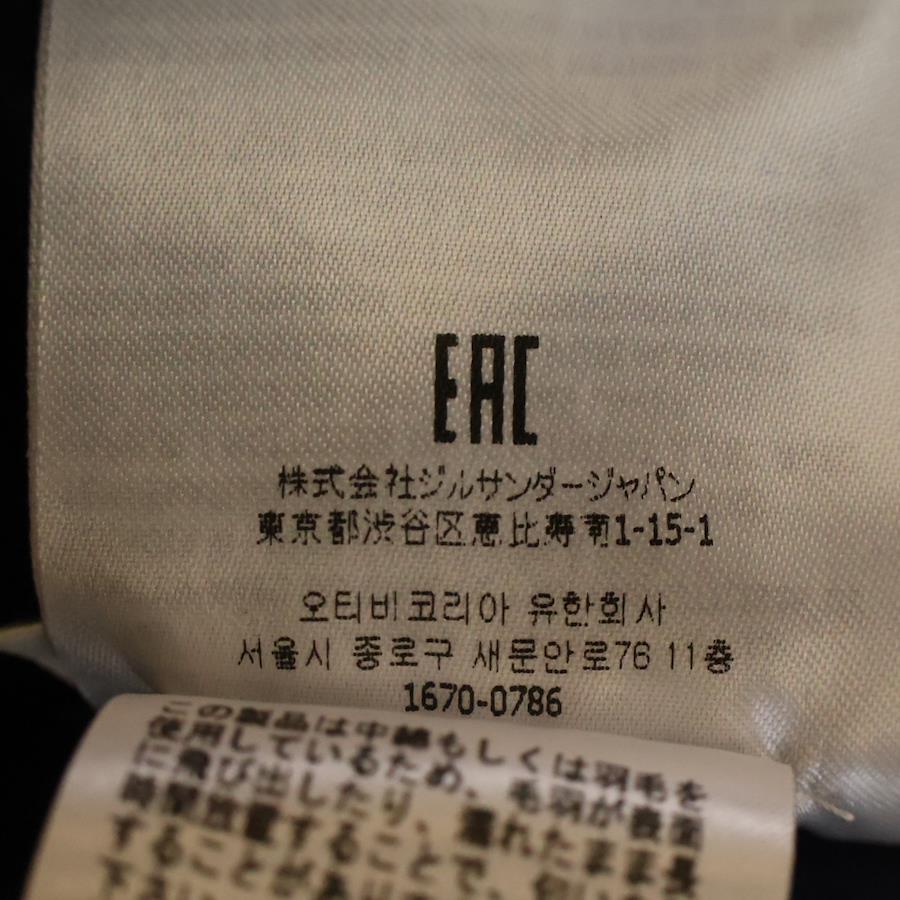 EAC
株式会社ジルサンダージャパン
東京都渋谷区恵比寿南1-15-1
오티비코리아 유한회사
서울시 종로구 새문안로76 11층
1670-0786
この製品は中綿もしくは羽毛を
使用しているため、毛羽が表面
に飛び出したり、濡れたまま長
時間放置する
すること